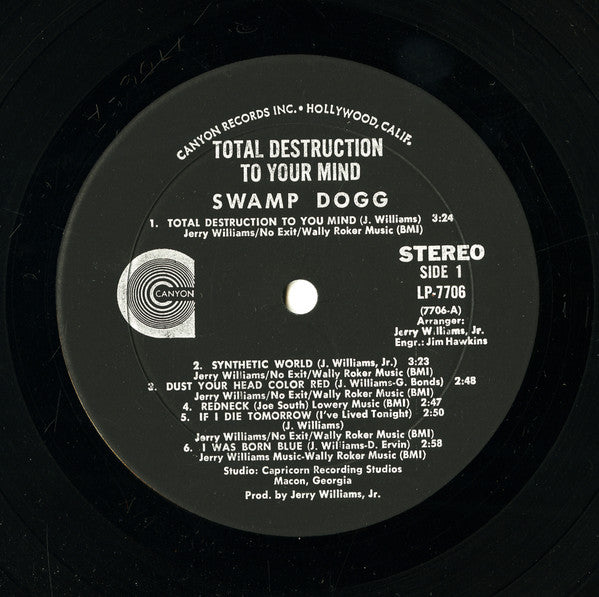 CANYON RECORDS INC. • HOLLYWOOD, CALIF.
TOTAL DESTRUCTION
TO YOUR MIND
SWAMP DOGG
1. TOTAL DESTRUCTION TO YOU MIND (J. Williams) 3:24
Jerry Williams/No Exit/Wally Roker Music (BMI)
CANYON
STEREO
SIDE 1
LP-7706
(7706-A)
Arranger:
Jerry Williams, Jr.
Engr.: Jim Hawkins
2. SYNTHETIC WORLD (J. Williams, Jr.) 3:23
Jerry Williams/No Exit/Wally Roker Music (BMI)
3. DUST YOUR HEAD COLOR RED (J. Williams-G. Bonds) 2:48
Jerry Williams/No Exit/Wally Roker Music (BMI)
4. REDNECK (Joe South) Lowery Music (BMI) 2:47
5. IF I DIE TOMORROW (I've Lived Tonight) 2:50
(J. Williams)
Jerry Williams/No Exit/Wally Roker Music (BMI)
6. I WAS BORN BLUE (J. Williams-D. Ervin) 2:58
Jerry Williams Music-Wally Roker Music (BMI)
Studio: Capricorn Recording Studios
Macon, Georgia
Prod. by Jerry Williams, Jr.